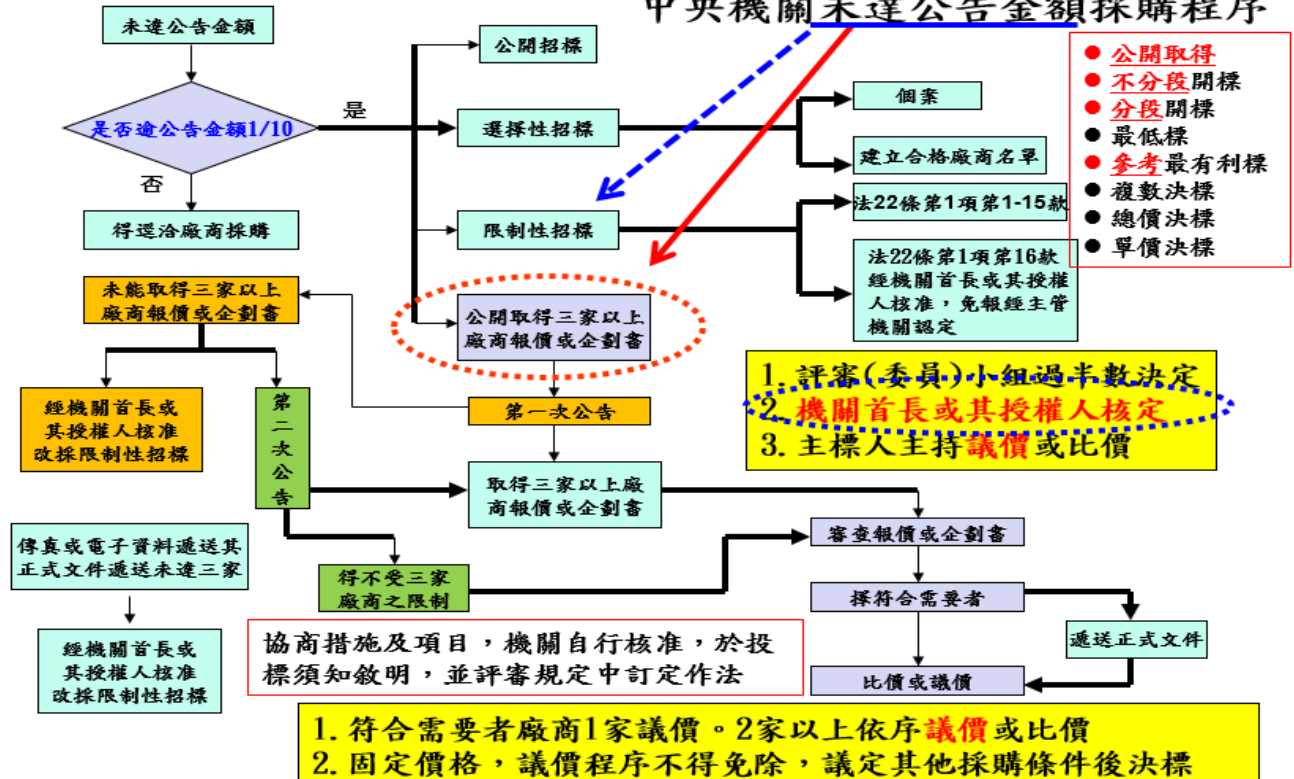 中央機關未達公告金額採購程序
未達公告金額
是否逾公告金額1/10
是
否
得逕洽廠商採購
公開招標
選擇性招標
限制性招標
公開取得三家以上
廠商報價或企劃書
個案
建立合格廠商名單
法22條第1項第1-15款
法22條第1項第16款
經機關首長或其授權
人核准，免報經主管
機關認定
● 公開取得
● 不分段開標
● 分段開標
● 最低標
● 參考最有利標
● 複數決標
● 總價決標
● 單價決標
未能取得三家以上
廠商報價或企劃書
經機關首長或
其授權人核准
改採限制性招標
第
二
次
公
告
第一次公告
取得三家以上廠
商報價或企劃書
1. 評審(委員)小組過半數決定
2. 機關首長或其授權人核定
3. 主標人主持議價或比價
傳真或電子資料遞送其
正式文件遞送未達三家
經機關首長或
其授權人核准
改採限制性招標
得不受三家
廠商之限制
審查報價或企劃書
擇符合需要者
遞送正式文件
比價或議價
協商措施及項目，機關自行核准，於投
標須知敘明，並評審規定中訂定作法
1. 符合需要者廠商1家議價。2家以上依序議價或比價
2. 固定價格，議價程序不得免除，議定其他採購條件後決標